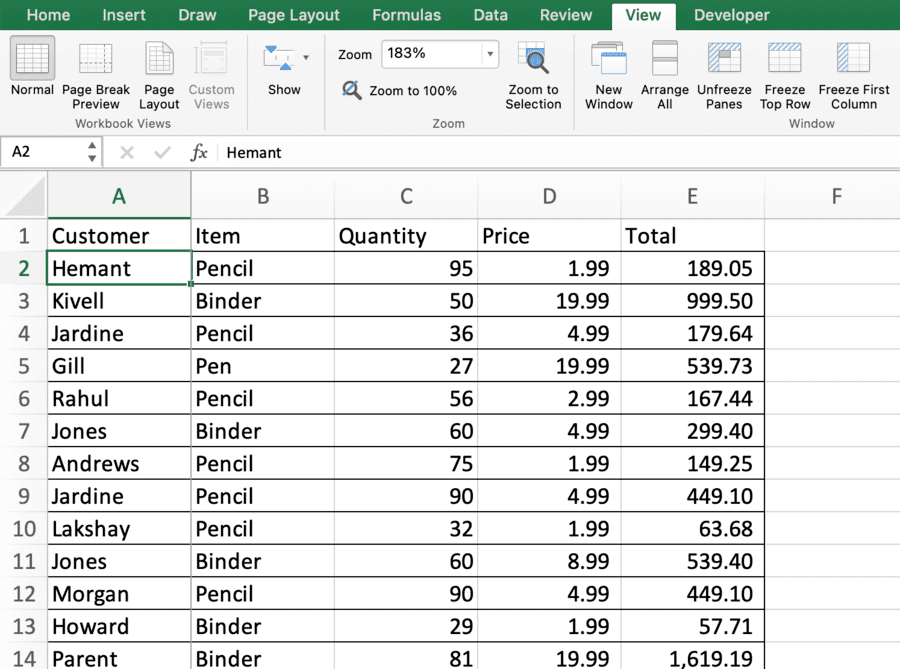 Home Insert Draw Page Layout Formulas Data Review View Developer
Normal Page Break Preview Page Layout Custom Views
Workbook Views
Show
Zoom 183%
Zoom to 100%
Zoom to Selection
Zoom
New Window Arrange All Unfreeze Panes Freeze Top Row Freeze First Column
Window
A2 fx Hemant
A B C D E F
1 Customer Item Quantity Price Total
2 Hemant Pencil 95 1.99 189.05
3 Kivell Binder 50 19.99 999.50
4 Jardine Pencil 36 4.99 179.64
5 Gill Pen 27 19.99 539.73
6 Rahul Pencil 56 2.99 167.44
7 Jones Binder 60 4.99 299.40
8 Andrews Pencil 75 1.99 149.25
9 Jardine Pencil 90 4.99 449.10
10 Lakshay Pencil 32 1.99 63.68
11 Jones Binder 60 8.99 539.40
12 Morgan Pencil 90 4.99 449.10
13 Howard Binder 29 1.99 57.71
14 Parent Binder 81 19.99 1,619.19